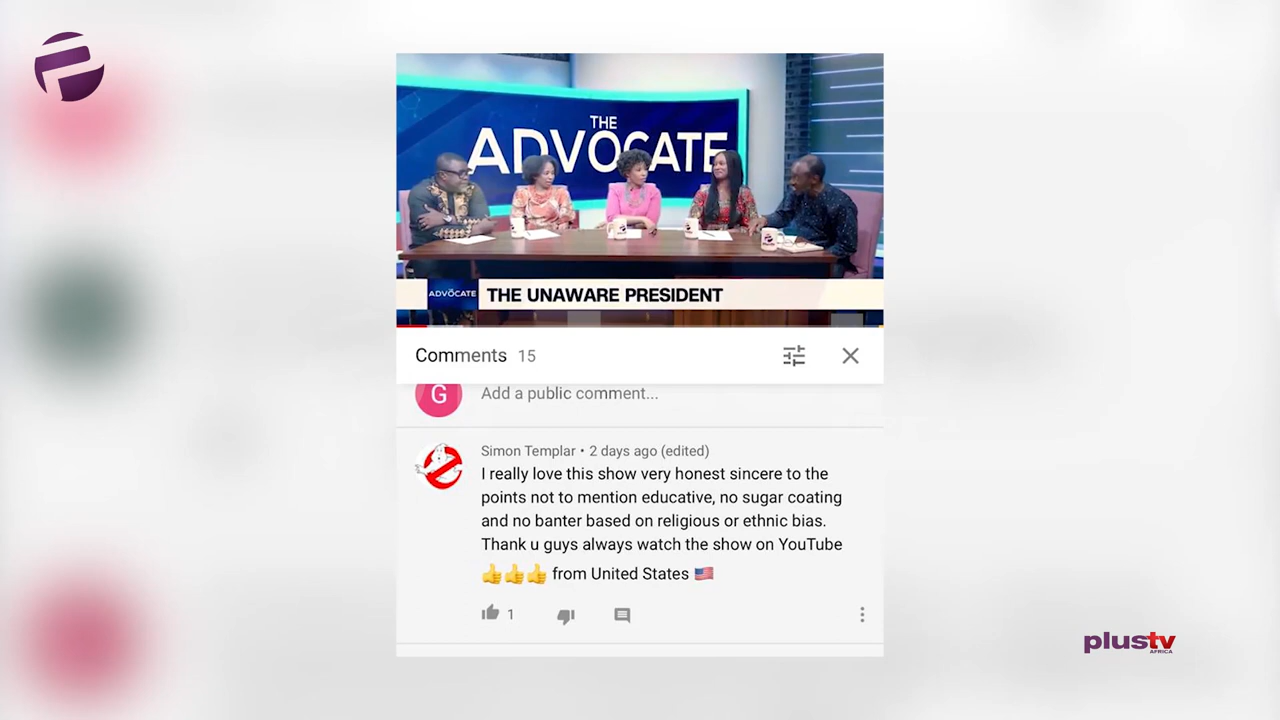 THE
ADVOCATE
ADVOCATE
THE UNAWARE PRESIDENT
Comments 15
G
Add a public comment...
Simon Templar • 2 days ago (edited)
I really love this show very honest sincere to the
points not to mention educative, no sugar coating
and no banter based on religious or ethnic bias.
Thank u guys always watch the show on YouTube
👍👍👍 from United States 🇺🇸
1
plustv
AFRICA